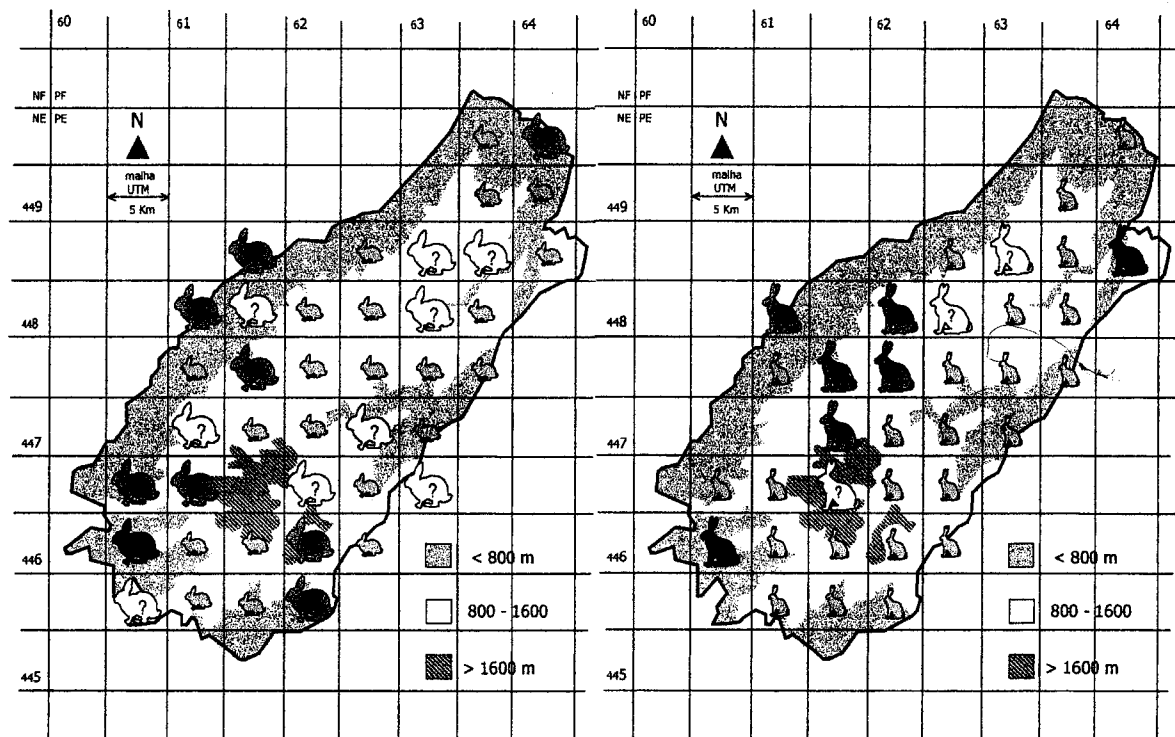 60 61 62 63 64
NF PF
NE PE
N
malha
UTM
5 Km
449
448
447
446
445
? ? ? ? ? ? ? ? ?
< 800 m
800 - 1600
> 1600 m
60 61 62 63 64
NF PF
NE PE
N
malha
UTM
5 Km
449
448
447
446
445
? ? ?
< 800 m
800 - 1600
> 1600 m